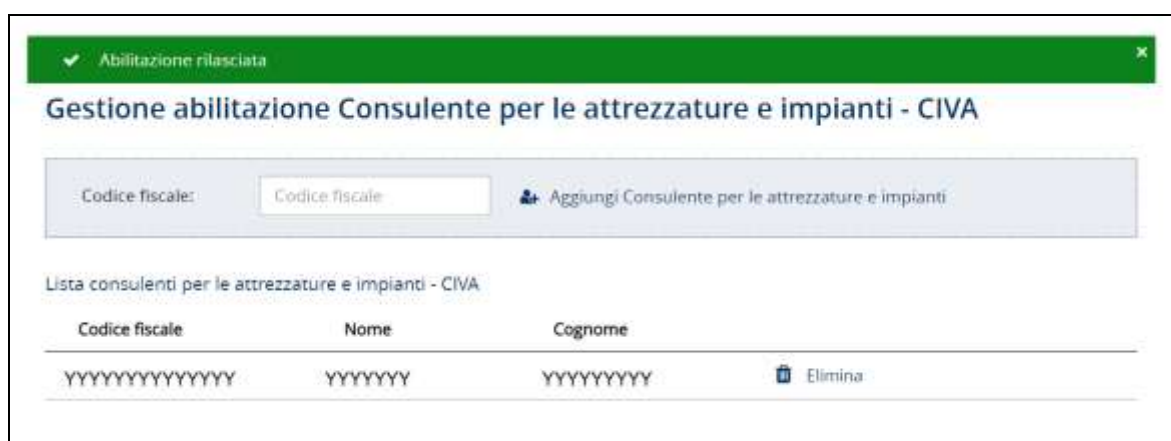 Abilitazione rilasciata ×
Gestione abilitazione Consulente per le attrezzature e impianti - CIVA
Codice fiscale: Codice fiscale Aggiungi Consulente per le attrezzature e impianti
Lista consulenti per le attrezzature e impianti - CIVA
Codice fiscale Nome Cognome
YYYYYYYYYYYYYY YYYYYYY YYYYYYYYY Elimina